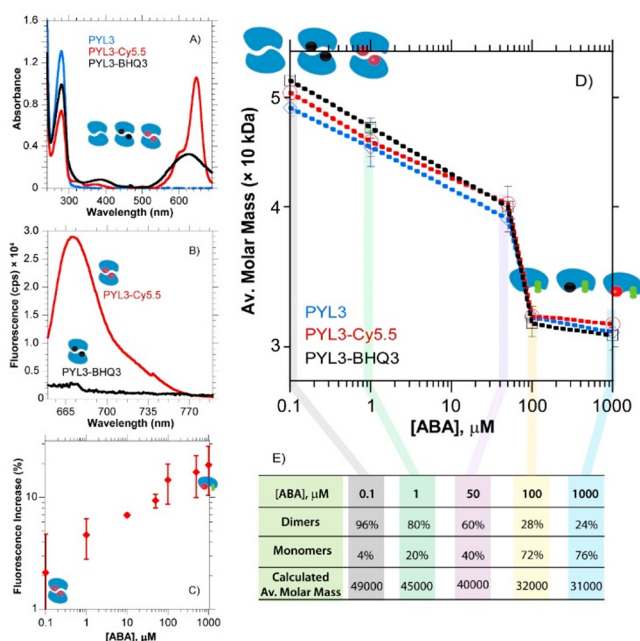 A)
PYL3
PYL3-Cy5.5
PYL3-BHQ3
Absorbance
1.6
1.2
0.8
0.4
0
300 400 500 600
Wavelength (nm)
B)
Fluorescence (cps) × 10⁴
3.0
2.5
2.0
1.5
1.0
0.5
0
PYL3-Cy5.5
PYL3-BHQ3
665 700 740 770
Wavelength (nm)
Fluorescence Increase (%)
10
1
C)
0.1 1 10 100 1000
[ABA], μM
D)
Av. Molar Mass (× 10 kDa)
5
4
3
PYL3
PYL3-Cy5.5
PYL3-BHQ3
0.1 1 10 100 1000
[ABA], μM
E)
[ABA], μM 0.1 1 50 100 1000
Dimers 96% 80% 60% 28% 24%
Monomers 4% 20% 40% 72% 76%
Calculated
Av. Molar Mass 49000 45000 40000 32000 31000